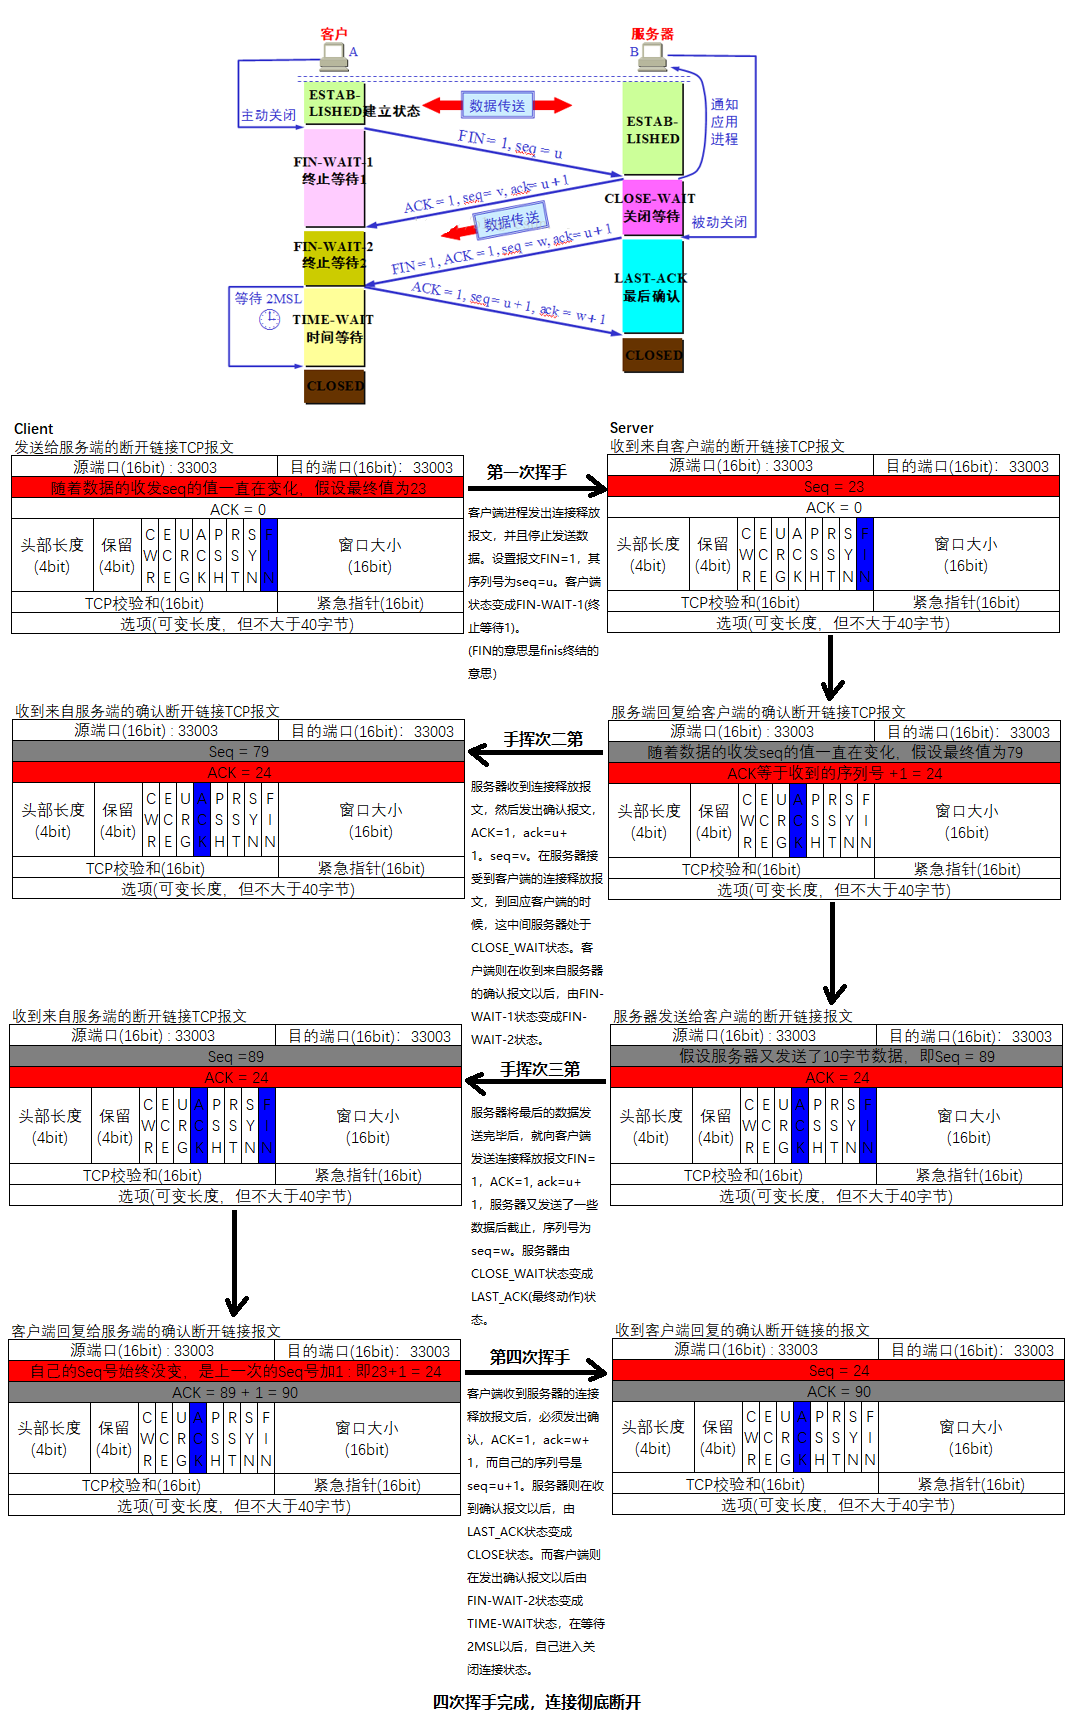 客户
服务器
A
B
ESTAB-
LISHED
建立状态
数据传送
ESTAB-
LISHED
通知
应用
进程
主动关闭
FIN = 1, seq = u
FIN-WAIT-1
终止等待1
ACK = 1, seq= v, ack= u+1
CLOSE-WAIT
关闭等待
数据传送
被动关闭
FIN-WAIT-2
终止等待2
FIN = 1, ACK = 1, seq = w, ack= u+1
LAST-ACK
最后确认
ACK = 1, seq= u+1, ack = w+1
等待 2MSL
TIME-WAIT
时间等待
CLOSED
CLOSED
Client
发送给服务端的断开链接TCP报文
源端口(16bit) : 33003
目的端口(16bit): 33003
随着数据的收发seq的值一直在变化，假设最终值为23
ACK = 0
头部长度
(4bit)
保留
(4bit)
C E U A P R S F
W C R C S S Y I
R E G K H T N N
窗口大小
(16bit)
TCP校验和(16bit)
紧急指针(16bit)
选项(可变长度，但不大于40字节)
第一次挥手
客户端进程发出连接释放
报文，并且停止发送数
据。设置报文FIN=1，其
序列号为seq=u。客户端
状态变成FIN-WAIT-1(终
止等待1)。
(FIN的意思是finis终结的
意思)
Server
收到来自客户端的断开链接TCP报文
源端口(16bit) : 33003
目的端口(16bit): 33003
Seq = 23
ACK = 0
头部长度
(4bit)
保留
(4bit)
C E U A P R S F
W C R C S S Y I
R E G K H T N N
窗口大小
(16bit)
TCP校验和(16bit)
紧急指针(16bit)
选项(可变长度，但不大于40字节)
收到来自服务端的确认断开链接TCP报文
源端口(16bit) : 33003
目的端口(16bit): 33003
Seq = 79
ACK = 24
头部长度
(4bit)
保留
(4bit)
C E U A P R S F
W C R C S S Y I
R E G K H T N N
窗口大小
(16bit)
TCP校验和(16bit)
紧急指针(16bit)
选项(可变长度，但不大于40字节)
手挥次二第
服务器收到连接释放报
文，然后发出确认报文，
ACK=1，ack=u+
1。seq=v。在服务器接
受到客户端的连接释放报
文，到回应客户端的时
候，这中间服务器处于
CLOSE_WAIT状态。客
户端则在收到来自服务器
的确认报文以后，由FIN-
WAIT-1状态变成FIN-
WAIT-2状态。
服务端回复给客户端的确认断开链接TCP报文
源端口(16bit) : 33003
目的端口(16bit): 33003
随着数据的收发seq的值一直在变化，假设最终值为79
ACK等于收到的序列号 +1 = 24
头部长度
(4bit)
保留
(4bit)
C E U A P R S F
W C R C S S Y I
R E G K H T N N
窗口大小
(16bit)
TCP校验和(16bit)
紧急指针(16bit)
选项(可变长度，但不大于40字节)
收到来自服务端的断开链接TCP报文
源端口(16bit) : 33003
目的端口(16bit): 33003
Seq =89
ACK = 24
头部长度
(4bit)
保留
(4bit)
C E U A P R S F
W C R C S S Y I
R E G K H T N N
窗口大小
(16bit)
TCP校验和(16bit)
紧急指针(16bit)
选项(可变长度，但不大于40字节)
手挥次三第
服务器将最后的数据发
送完毕后，就向客户端
发送连接释放报文FIN=
1，ACK=1, ack=u+
1，服务器又发送了一些
数据后截止，序列号为
seq=w。服务器由
CLOSE_WAIT状态变成
LAST_ACK(最终动作)状
态。
服务器发送给客户端的断开链接报文
源端口(16bit) : 33003
目的端口(16bit): 33003
假设服务器又发送了10字节数据，即Seq = 89
ACK = 24
头部长度
(4bit)
保留
(4bit)
C E U A P R S F
W C R C S S Y I
R E G K H T N N
窗口大小
(16bit)
TCP校验和(16bit)
紧急指针(16bit)
选项(可变长度，但不大于40字节)
客户端回复给服务端的确认断开链接报文
源端口(16bit) : 33003
目的端口(16bit): 33003
自己的Seq号始终没变，是上一次的Seq号加1 : 即23+1 = 24
ACK = 89 + 1 = 90
头部长度
(4bit)
保留
(4bit)
C E U A P R S F
W C R C S S Y I
R E G K H T N N
窗口大小
(16bit)
TCP校验和(16bit)
紧急指针(16bit)
选项(可变长度，但不大于40字节)
第四次挥手
客户端收到服务器的连接
释放报文后，必须发出确
认，ACK=1，ack=w+
1，而自己的序列号是
seq=u+1。服务器则在收
到确认报文以后，由
LAST_ACK状态变成
CLOSE状态。而客户端则
在发出确认报文以后由
FIN-WAIT-2状态变成
TIME-WAIT状态，在等待
2MSL以后，自己进入关
闭连接状态。
收到客户端回复的确认断开链接的报文
源端口(16bit) : 33003
目的端口(16bit): 33003
Seq = 24
ACK = 90
头部长度
(4bit)
保留
(4bit)
C E U A P R S F
W C R C S S Y I
R E G K H T N N
窗口大小
(16bit)
TCP校验和(16bit)
紧急指针(16bit)
选项(可变长度，但不大于40字节)
四次挥手完成，连接彻底断开